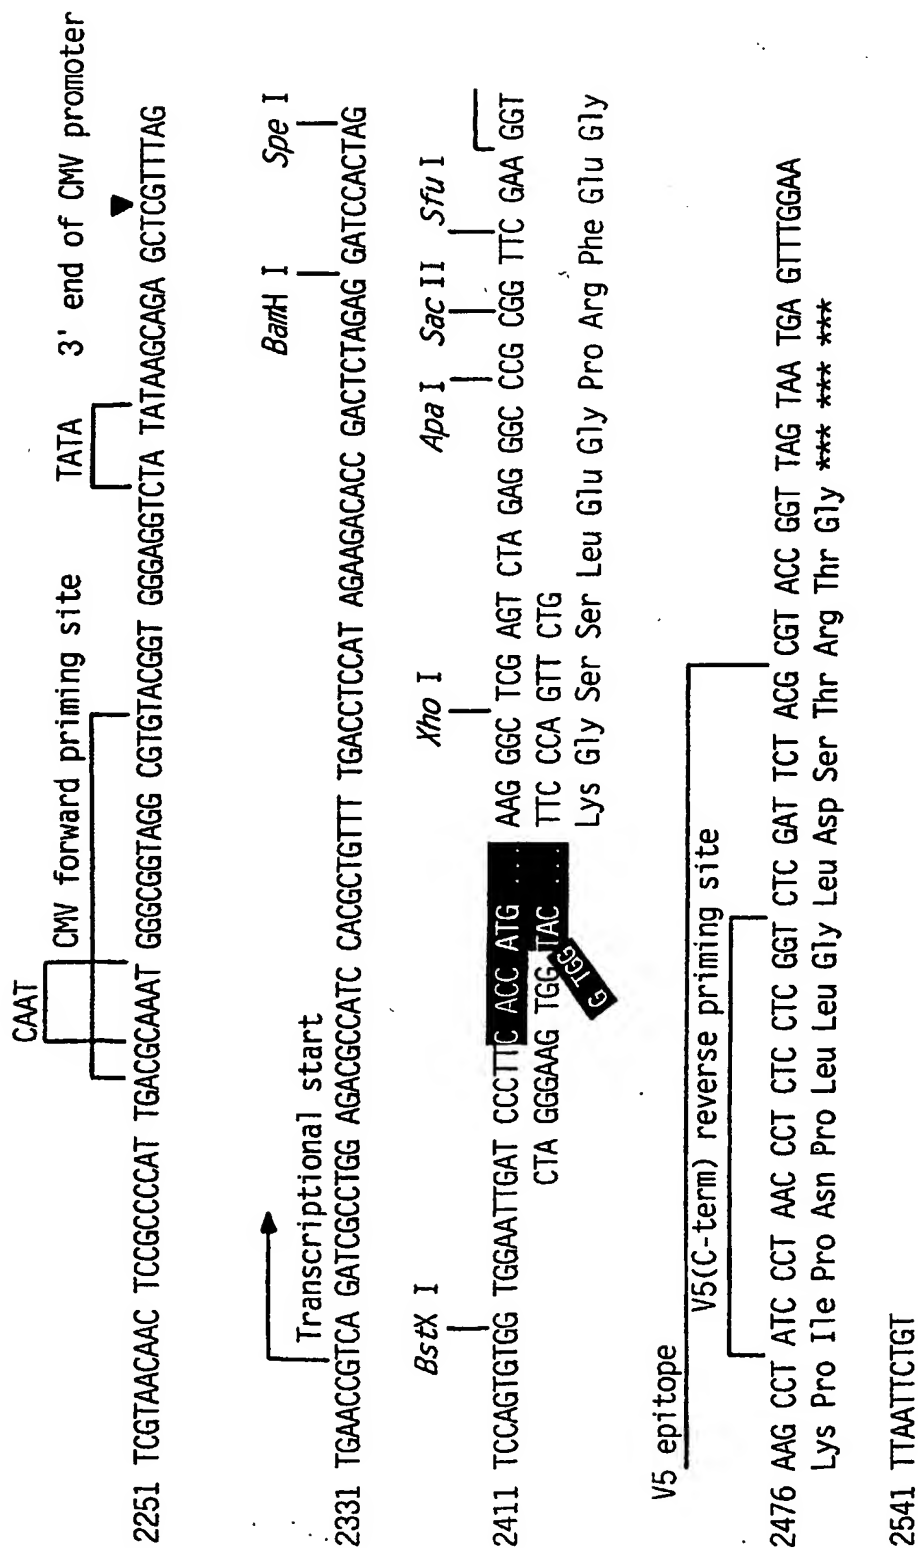 CAAT
CMV forward priming site
TATA 3' end of CMV promoter
2251 TCGTAACAAC TCCGCCCCAT TGACGCAAAT GGGCGGTAGG CGTGTACGGT GGGAGGTCTA TATAAGCAGA GCTCGTTTAG
Transcriptional start
BamH I Spe I
2331 TGAACCGTCA GATCGCCTGG AGACGCCATC CACGCTGTTT TGACCTCCAT AGAAGACACC GACTCTAGAG GATCCACTAG
BstX I Xho I Apa I Sac II Sfu I
2411 TCCAGTGTGG TGGAATTGAT CCCTTC ACC ATG ... AAG GGC TCG AGT CTA GAG GGC CCG CGG TTC GAA GGT
CTA GGGAAG TGG TAC ... TTC CCA GTT CTG
G TGG
Lys Gly Ser Ser Leu Glu Gly Pro Arg Phe Glu Gly
V5 epitope
V5(C-term) reverse priming site
2476 AAG CCT ATC CCT AAC CCT CTC CTC GGT CTC GAT TCT ACG CGT ACC GGT TAG TAA TGA GTTTGGAA
Lys Pro Ile Pro Asn Pro Leu Leu Gly Leu Asp Ser Thr Arg Thr Gly *** *** ***
2541 TTAATTCTGT